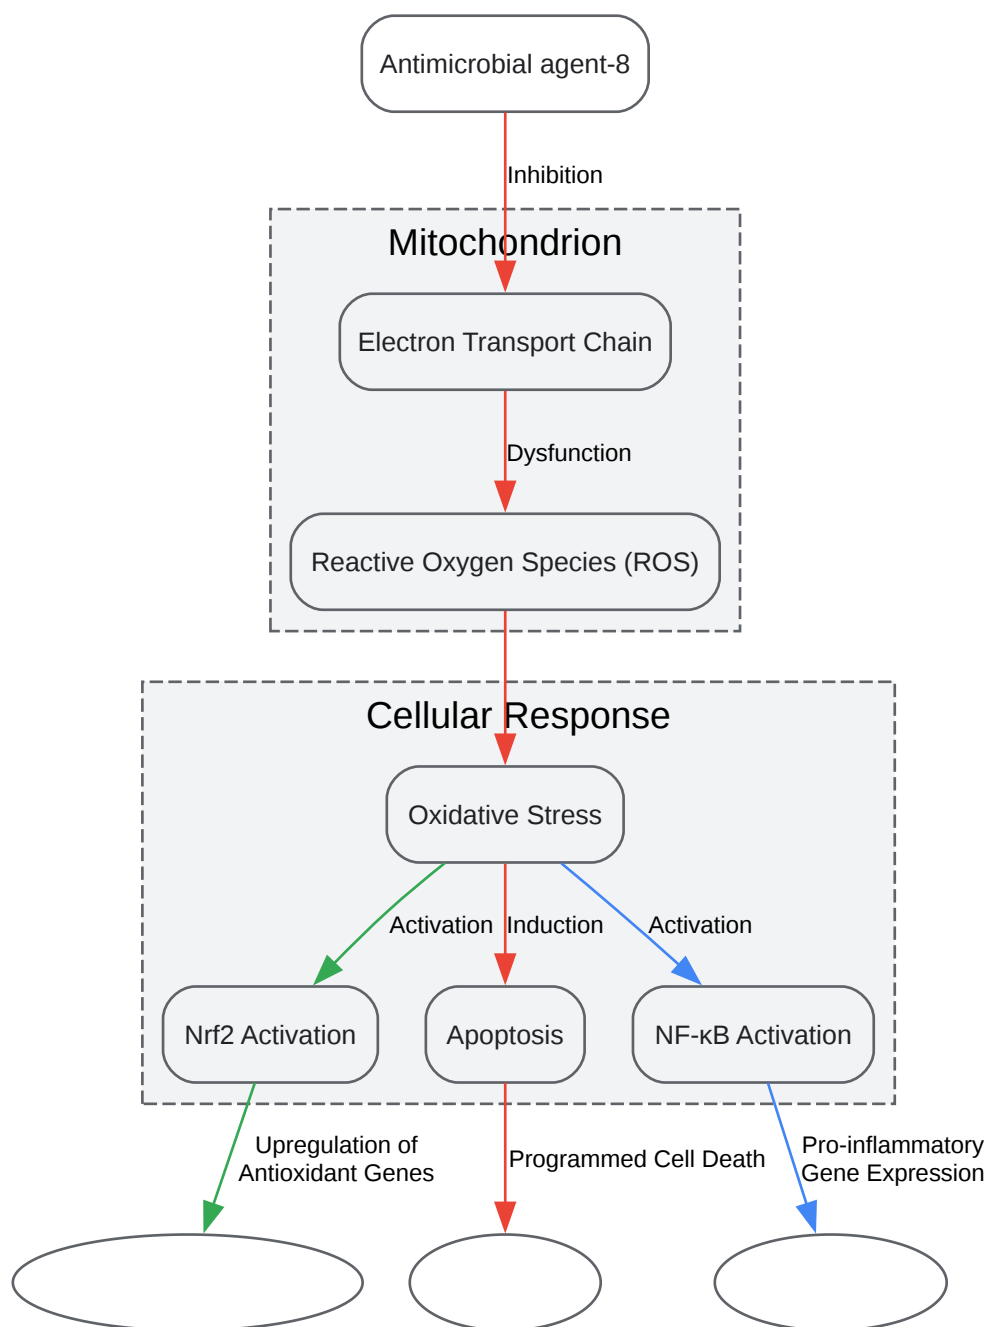 Antimicrobial agent-8
Inhibition
Mitochondrion
Electron Transport Chain
Dysfunction
Reactive Oxygen Species (ROS)
Cellular Response
Oxidative Stress
Activation
Induction
Activation
Nrf2 Activation
Apoptosis
NF-κB Activation
Upregulation of
Antioxidant Genes
Programmed Cell Death
Pro-inflammatory
Gene Expression